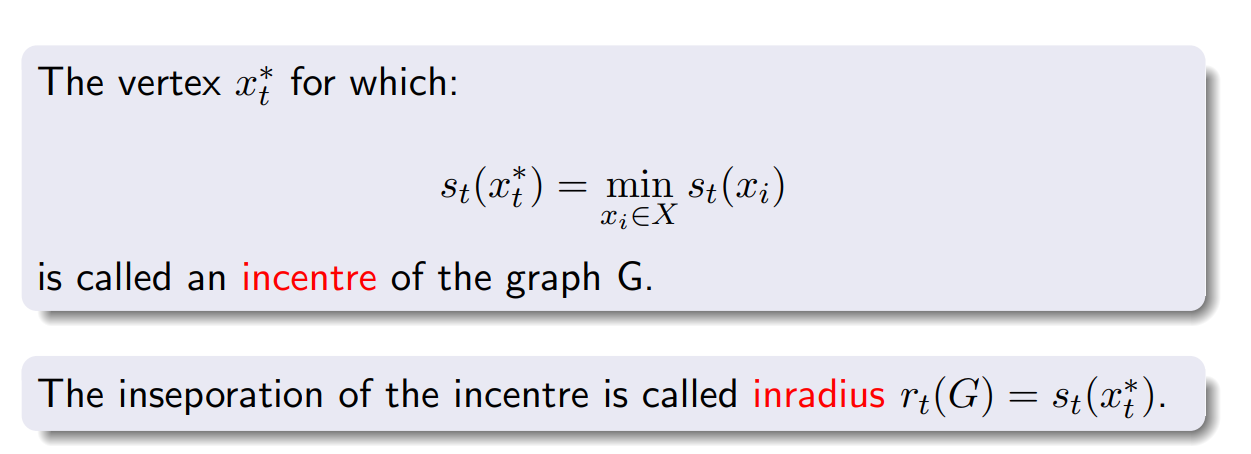 The vertex $x_t^*$ for which:
$s_t(x_t^*) = \min_{x_i \in X} s_t(x_i)$
is called an incentre of the graph G.
The inseporation of the incentre is called inradius $r_t(G) = s_t(x_t^*)$.